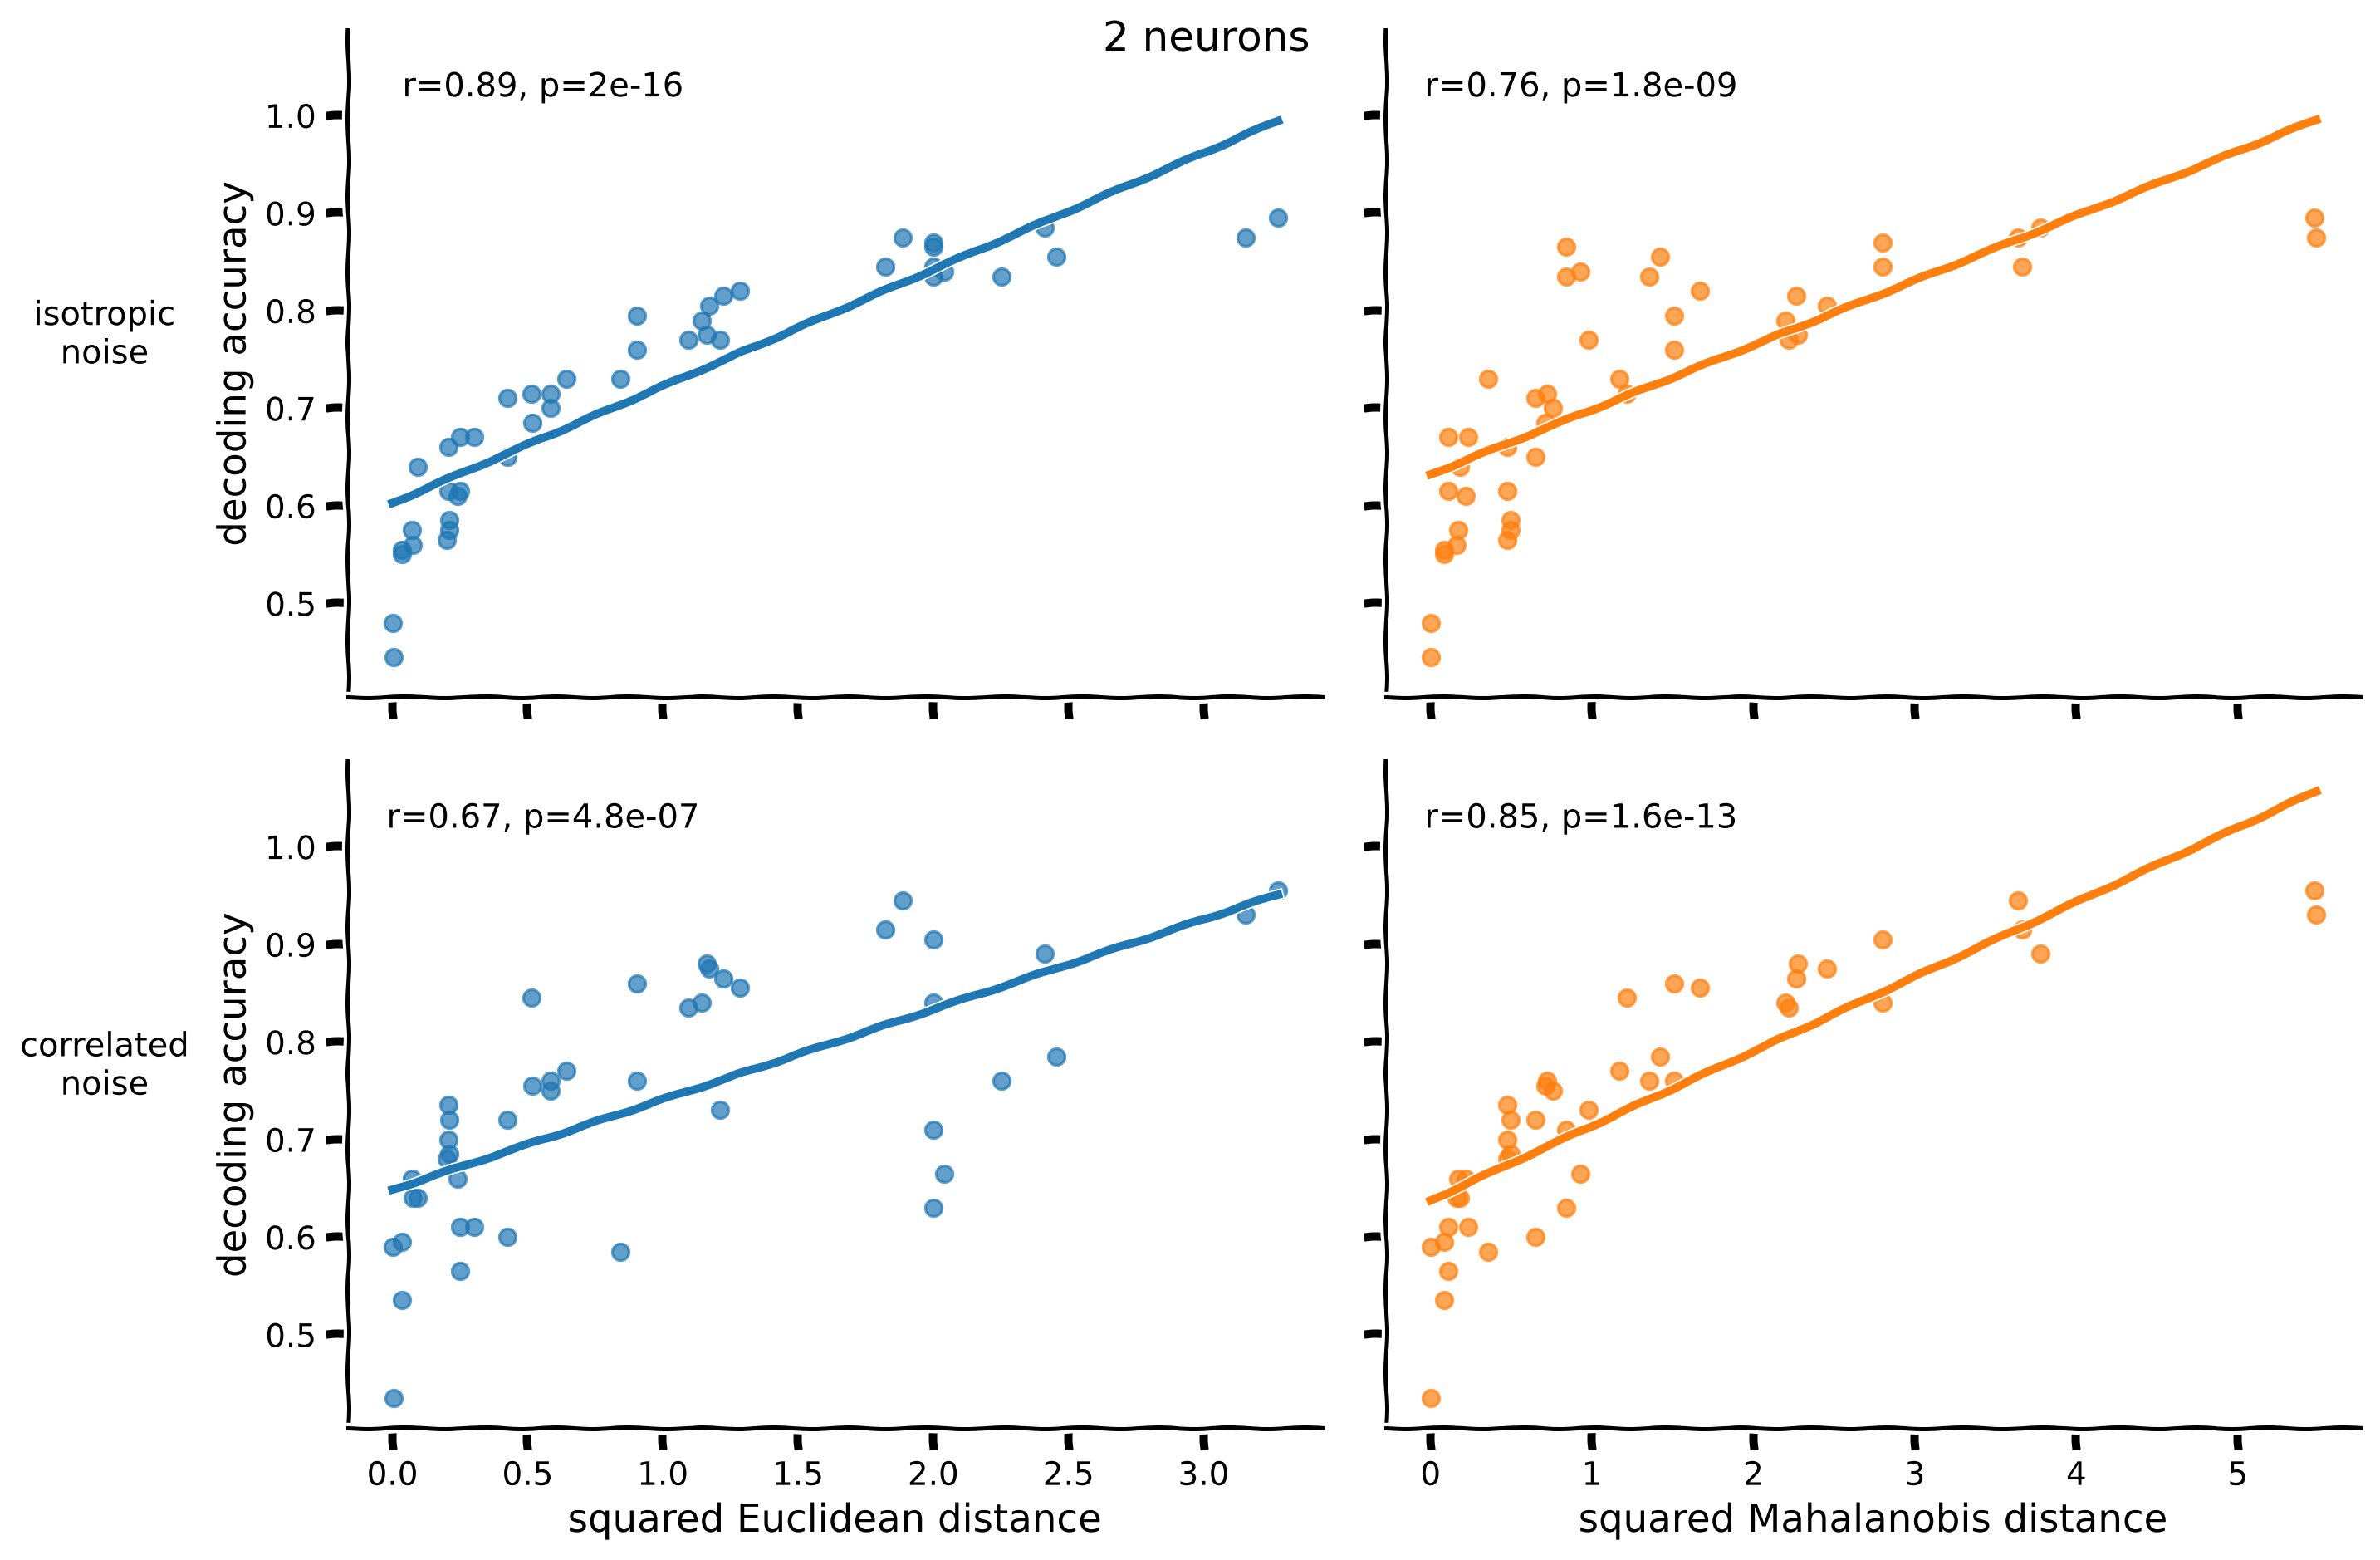 2 neurons
r=0.89, p=2e-16
r=0.76, p=1.8e-09
1.0
0.9
0.8
0.7
0.6
0.5
decoding accuracy
isotropic
noise
r=0.67, p=4.8e-07
r=0.85, p=1.6e-13
1.0
0.9
0.8
0.7
0.6
0.5
decoding accuracy
correlated
noise
0.0 0.5 1.0 1.5 2.0 2.5 3.0
0 1 2 3 4 5
squared Euclidean distance
squared Mahalanobis distance